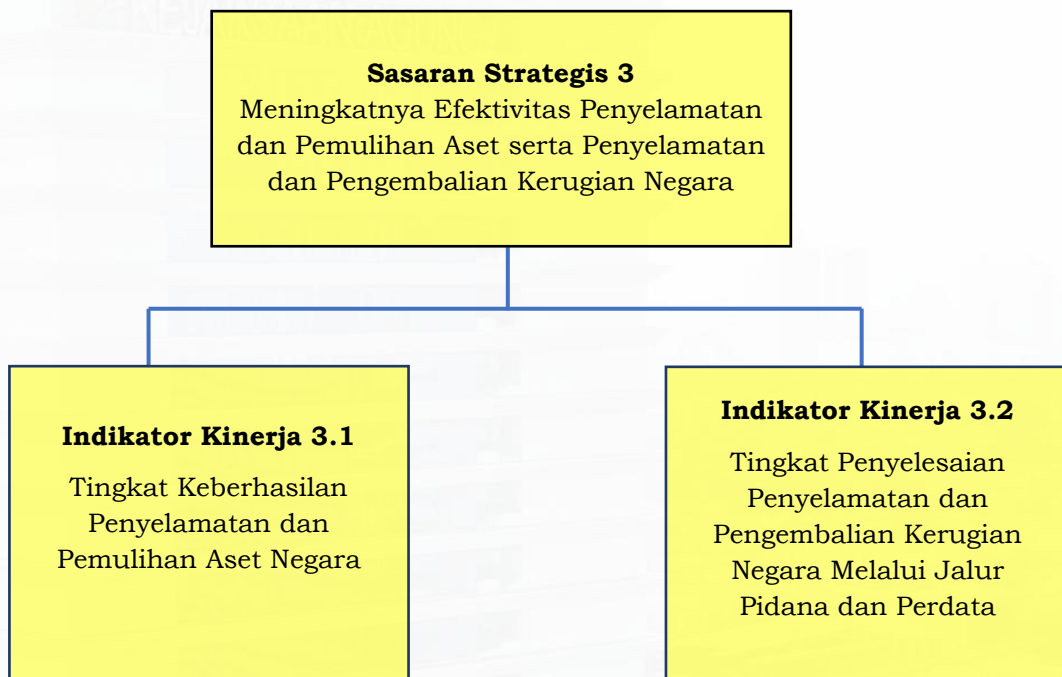 KEJAKSAAN AGUNG
Sasaran Strategis 3
Meningkatnya Efektivitas Penyelamatan
dan Pemulihan Aset serta Penyelamatan
dan Pengembalian Kerugian Negara
Indikator Kinerja 3.1
Tingkat Keberhasilan
Penyelamatan dan
Pemulihan Aset Negara
Indikator Kinerja 3.2
Tingkat Penyelesaian
Penyelamatan dan
Pengembalian Kerugian
Negara Melalui Jalur
Pidana dan Perdata